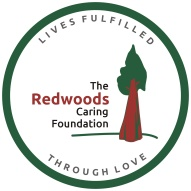 LIVES FULFILLED
The
Redwoods
Caring
Foundation
THROUGH LOVE